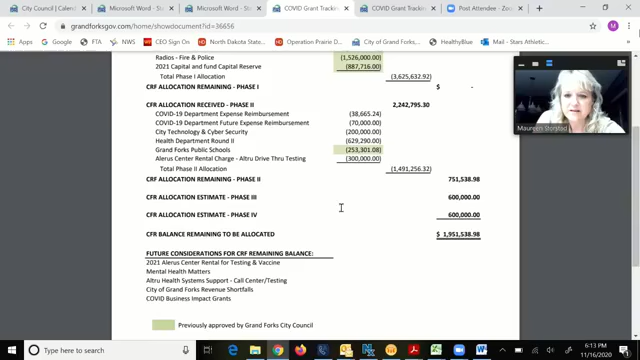 City Council | Calend
Microsoft Word -
Microsoft Word -
COVID Grant Tracking
COVID Grant Tracking
Post Attendee - Zoom
grandforksgov.com/home/showdocument?id=36656
M
Apps
NWS
CEO Sign On
North Dakota State
Operation Prairie D
City of Grand Forks
HealthyBlue
Mail - Stars Athletic
Radios - Fire & Police (1,526,000.00)
2021 Capital and fund Capital Reserve (887,716.00)
Total Phase I Allocation (3,625,632.92)
CRF ALLOCATION REMAINING - PHASE I $ -
CRF ALLOCATION RECEIVED - PHASE II 2,242,795.30
COVID-19 Department Expense Reimbursement (38,665.24)
COVID-19 Department Future Expense Reimbursement (70,000.00)
City Technology & Cyber Security (200,000.00)
Health Department Round II (629,290.00)
Grand Forks Public Schools (253,301.08)
Alerus Center Rental Charge - Altru Drive Thru Testing (300,000.00)
Total Phase II Allocation (1,491,256.32)
CFR ALLOCATION REMAINING - PHASE II 751,538.98
CFR ALLOCATION ESTIMATE - PHASE III 600,000.00
CFR ALLOCATION ESTIMATE - PHASE IV 600,000.00
CFR BALANCE REMAINING TO BE ALLOCATED $ 1,951,538.98
FUTURE CONSIDERATIONS FOR CRF REMAINING BALANCE:
2021 Alerus Center Rental for Testing & Vaccine
Mental Health Matters
Altru Health Systems Support - Call Center/Testing
City of Grand Forks Revenue Shortfalls
COVID Business Impact Grants
Previously approved by Grand Forks City Council
Maureen Storstad
Type here to search
6:13 PM
11/16/2020